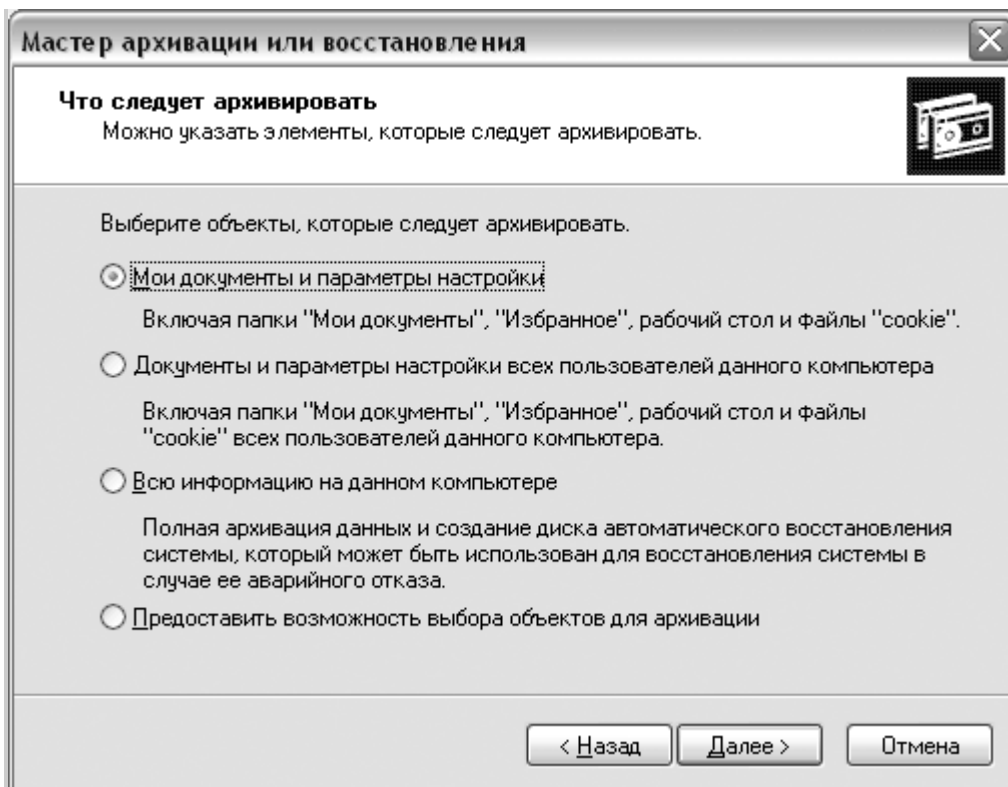 Мастер архивации или восстановления
Что следует архивировать
Можно указать элементы, которые следует архивировать.
Выберите объекты, которые следует архивировать.
Мои документы и параметры настройки
Включая папки "Мои документы", "Избранное", рабочий стол и файлы "cookie".
Документы и параметры настройки всех пользователей данного компьютера
Включая папки "Мои документы", "Избранное", рабочий стол и файлы
"cookie" всех пользователей данного компьютера.
Всю информацию на данном компьютере
Полная архивация данных и создание диска автоматического восстановления
системы, который может быть использован для восстановления системы в
случае ее аварийного отказа.
Предоставить возможность выбора объектов для архивации
< Назад Далее > Отмена